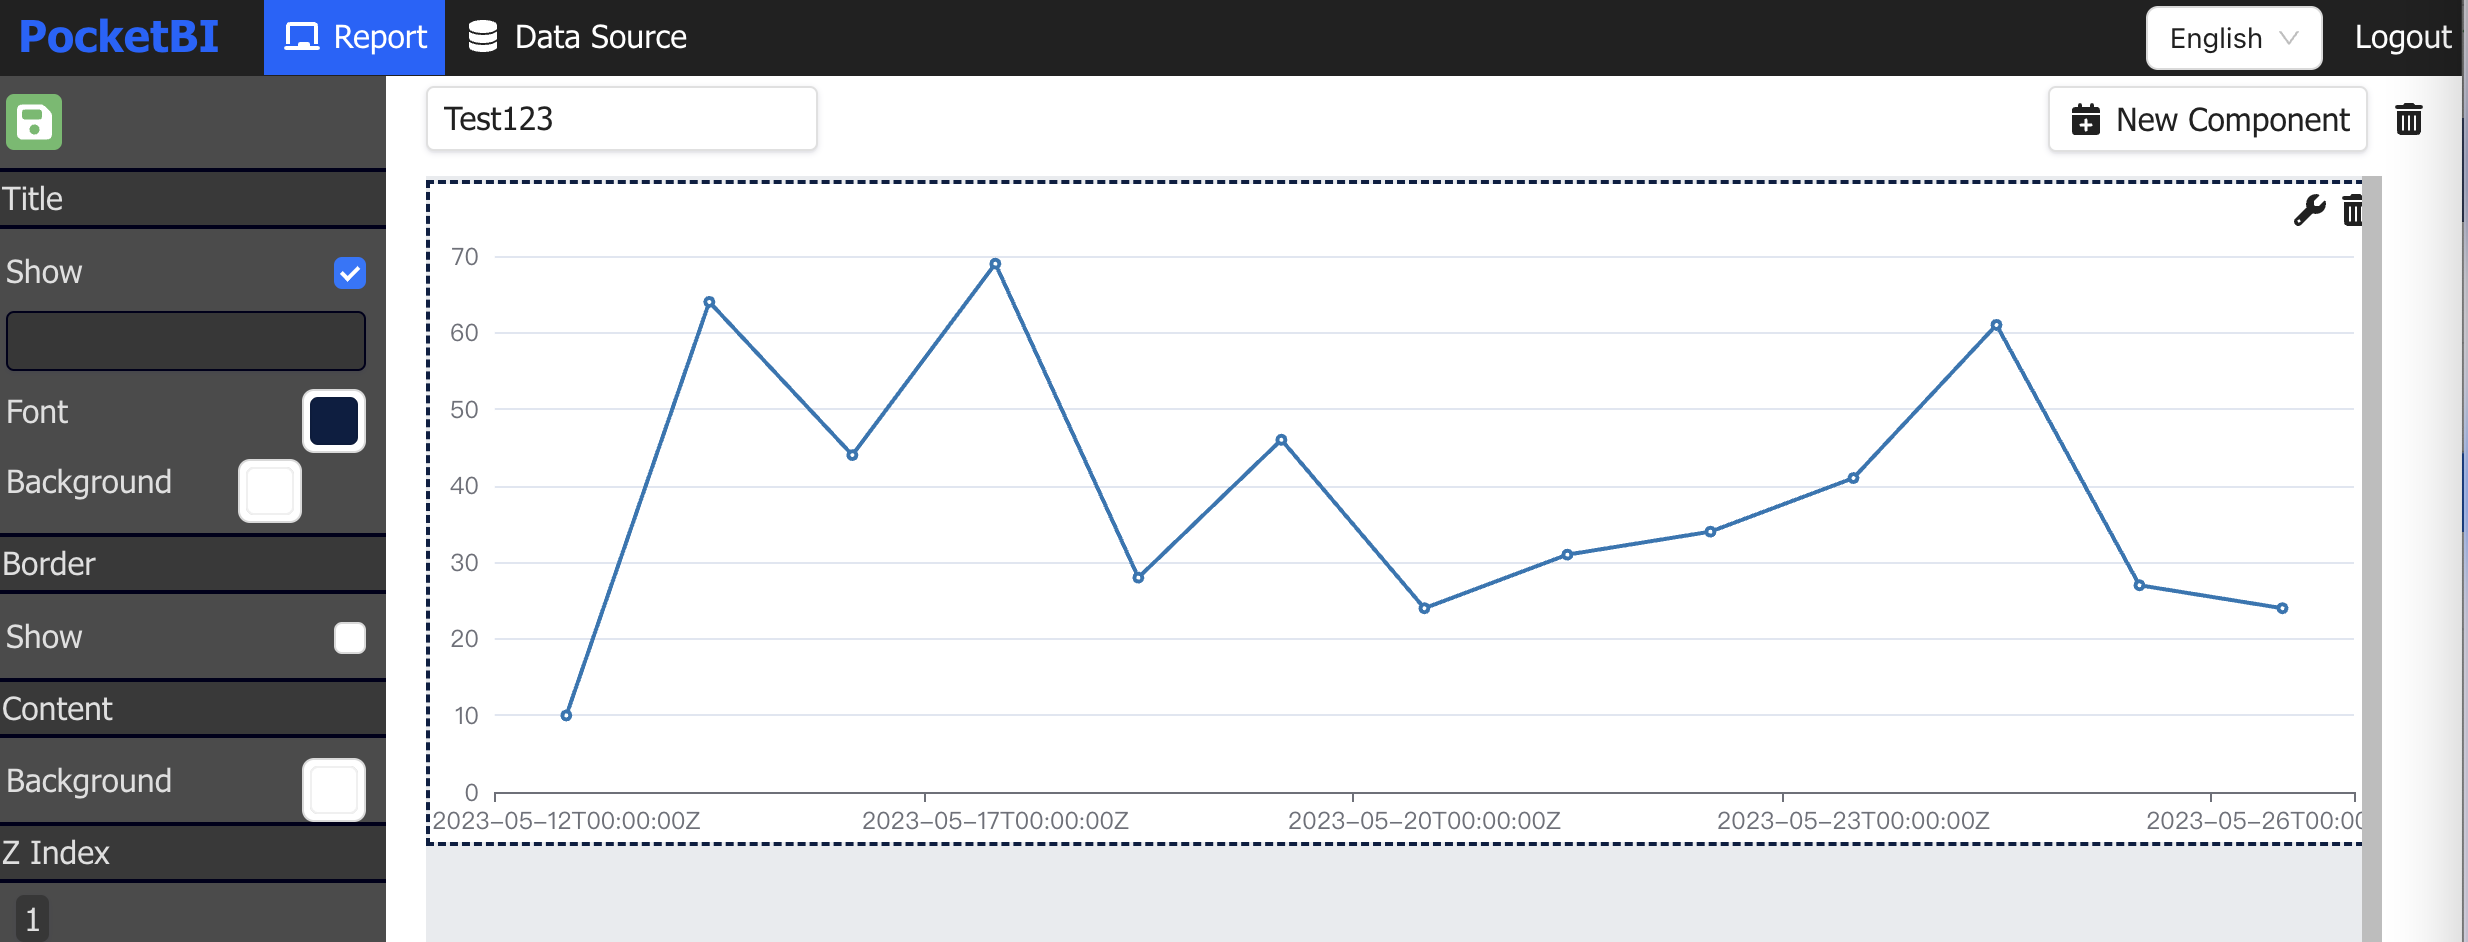 PocketBI
Report
Data Source
English
Logout
Test123
New Component
Title
Show
Font
Background
Border
Show
Content
Background
Z Index
1
70
60
50
40
30
20
10
0
2023-05-12T00:00:00Z
2023-05-17T00:00:00Z
2023-05-20T00:00:00Z
2023-05-23T00:00:00Z
2023-05-26T00:00